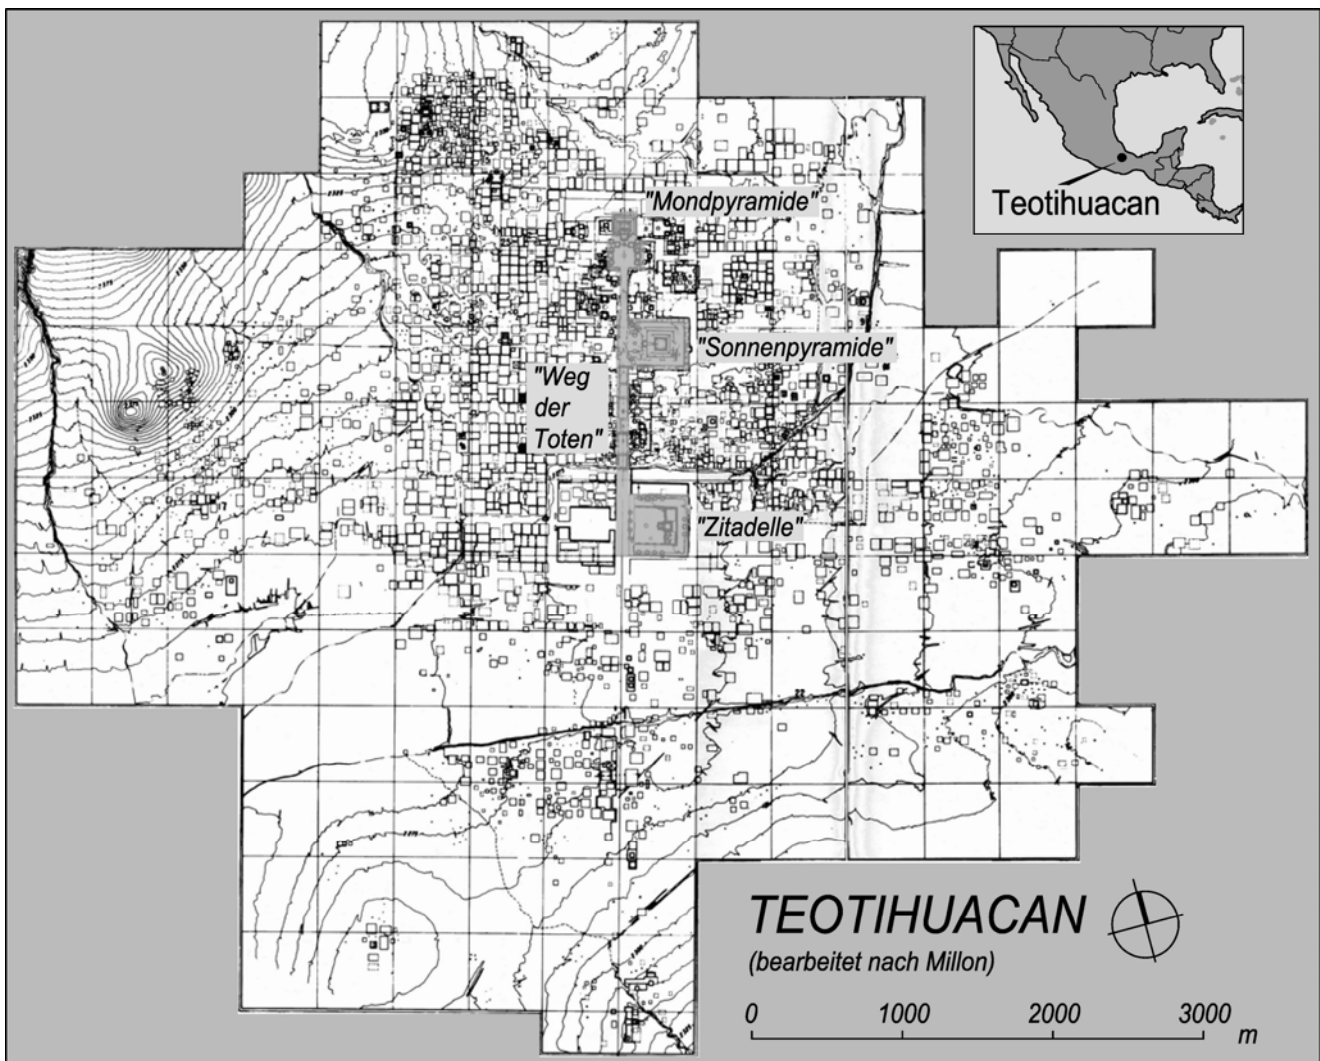 Teotihuacan
"Mondpyramide"
"Sonnenpyramide"
"Weg
der
Toten"
"Zitadelle"
TEOTIHUACAN
(bearbeitet nach Millon)
0 1000 2000 3000
m